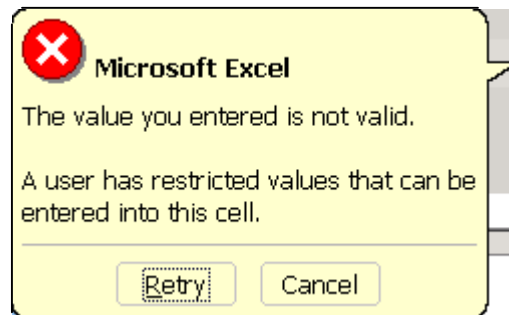 Microsoft Excel
The value you entered is not valid.
A user has restricted values that can be
entered into this cell.
Retry Cancel